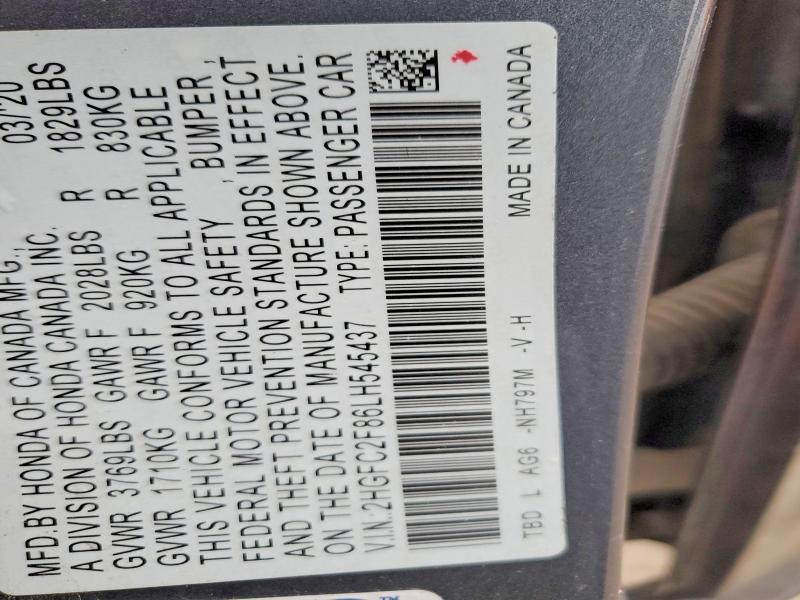 MFD.BY HONDA OF CANADA MFG., 03/'20
A DIVISION OF HONDA CANADA INC.
GVWR 3769LBS GAWR F 2028LBS R 1829LBS
GVWR 1710KG GAWR F 920KG R 830KG
THIS VEHICLE CONFORMS TO ALL APPLICABLE
FEDERAL MOTOR VEHICLE SAFETY , BUMPER ,
AND THEFT PREVENTION STANDARDS IN EFFECT
ON THE DATE OF MANUFACTURE SHOWN ABOVE.
V.I.N:2HGFC2F86LH545437 TYPE: PASSENGER CAR
TBD L AG6 -NH797M -V -H MADE IN CANADA
TM